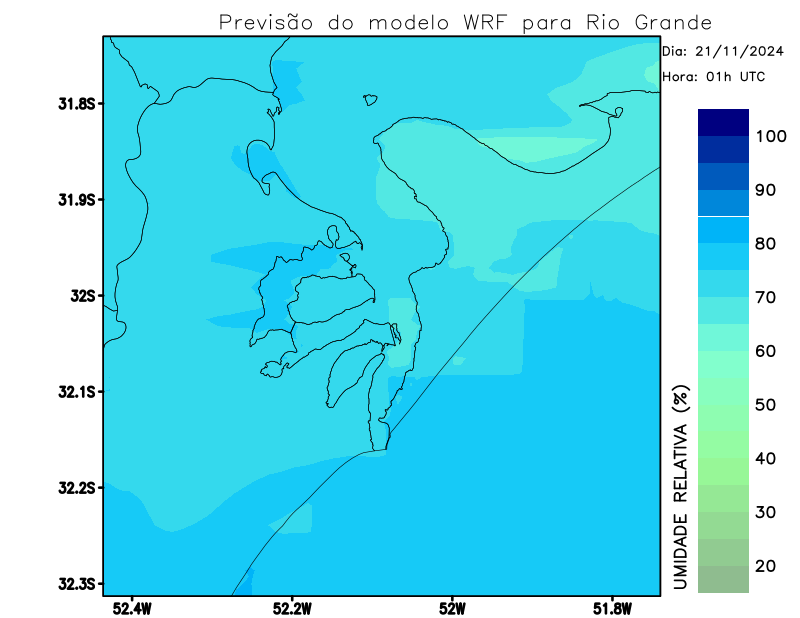 Previsão do modelo WRF para Rio Grande
Dia: 21/11/2024
Hora: 01h UTC
31.8S
31.9S
32S
32.1S
32.2S
32.3S
52.4W
52.2W
52W
51.8W
100
90
80
70
60
50
40
30
20
UMIDADE RELATIVA (%)